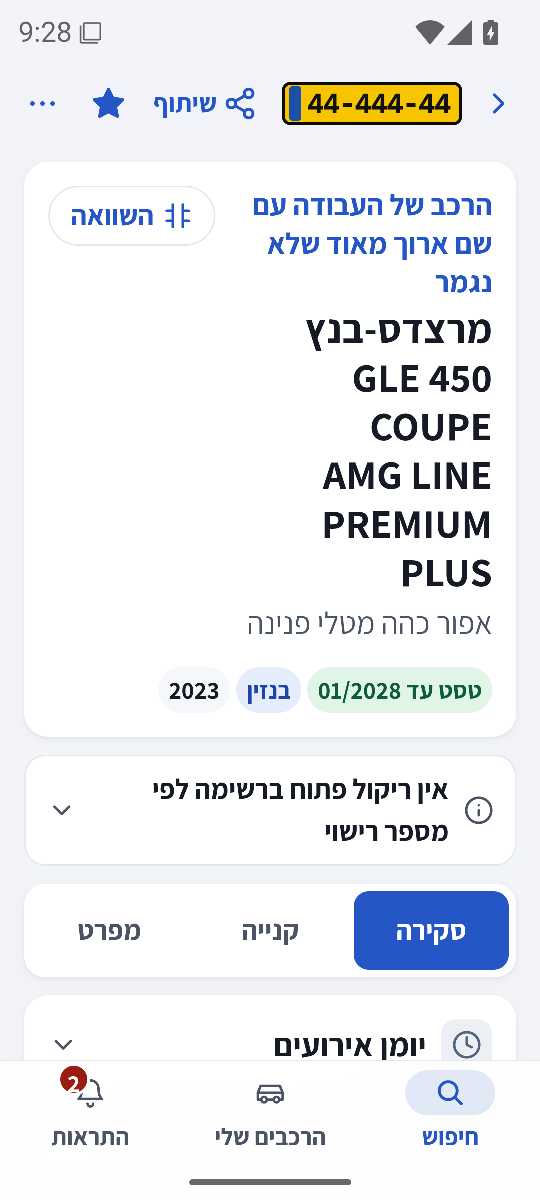 9:28
44-444-44
שיתוף
הרכב של העבודה עם
שם ארוך מאוד שלא
נגמר
השוואה
מרצדס-בנץ
GLE 450
COUPE
AMG LINE
PREMIUM
PLUS
אפור כהה מטלי פנינה
טסט עד 01/2028
בנזין
2023
אין ריקול פתוח ברשימה לפי
מספר רישוי
סקירה
קנייה
מפרט
יומן אירועים
חיפוש
הרכבים שלי
2
התראות